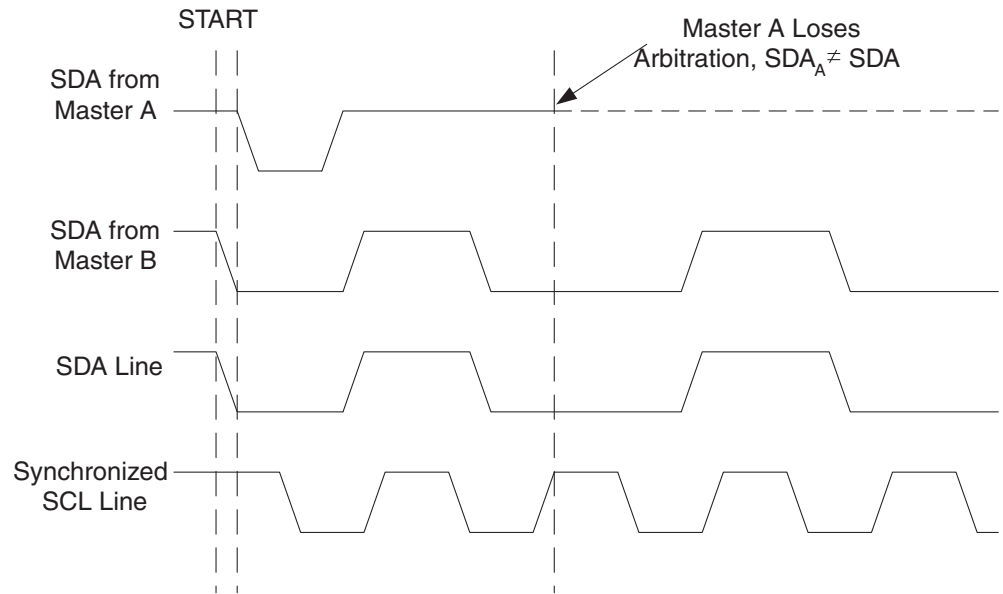 START
Master A Loses
Arbitration, SDA_A ≠ SDA
SDA from
Master A
SDA from
Master B
SDA Line
Synchronized
SCL Line